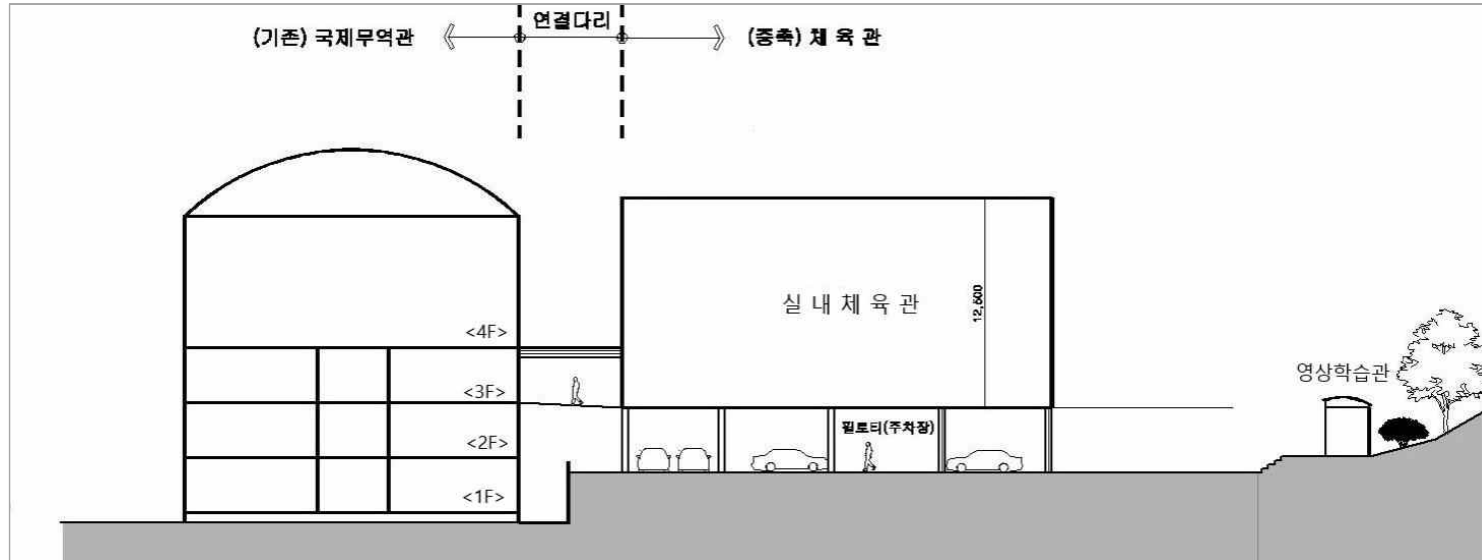 연결다리
(기존) 국제무역관
(증축) 체 육 관
실 내 체 육 관
12,500
<4F>
<3F>
<2F>
<1F>
필로티(주차장)
영상학습관